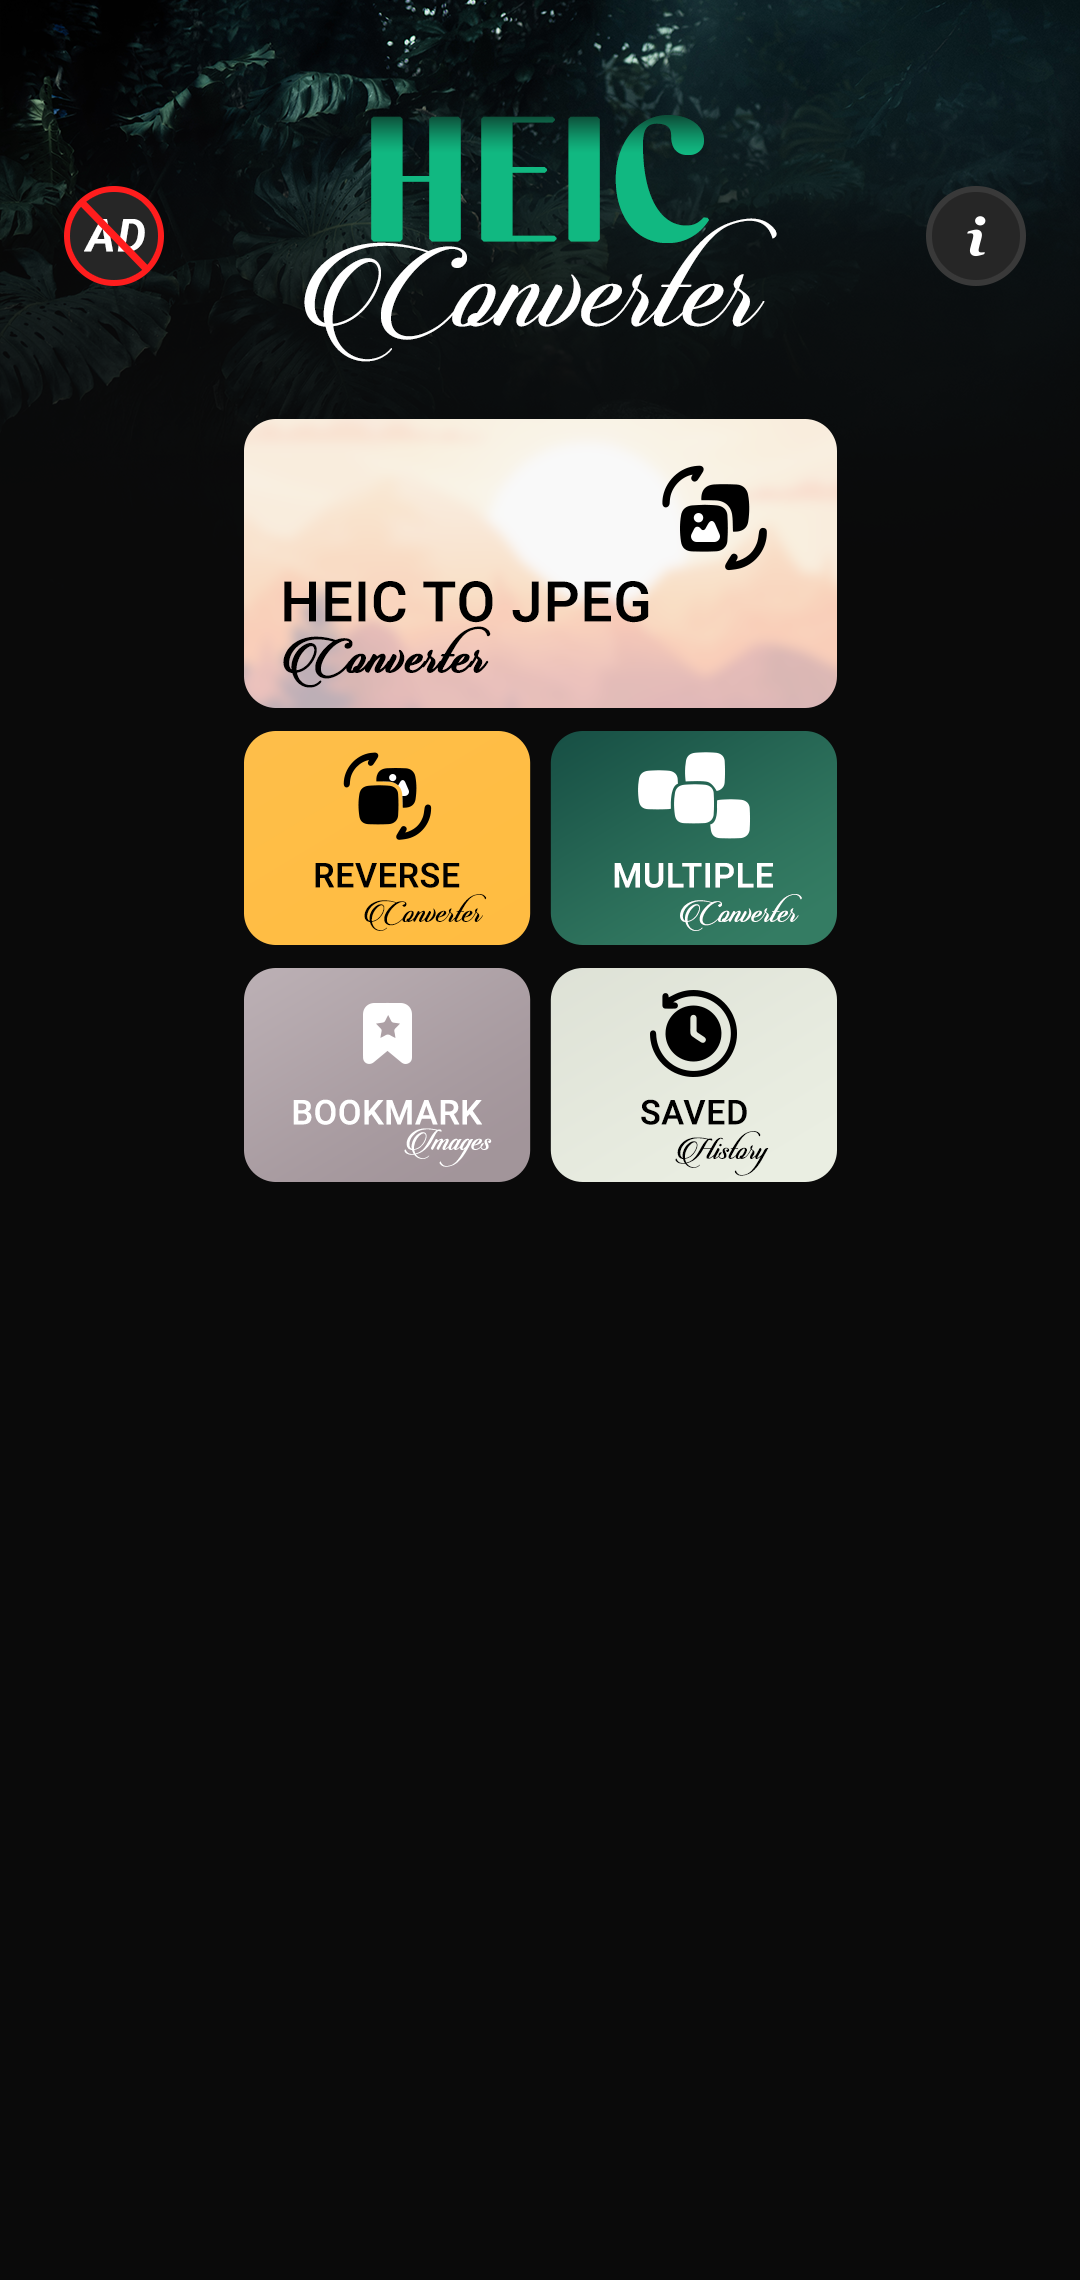 HEIC
Converter
AD
i
HEIC TO JPEG
Converter
REVERSE
Converter
MULTIPLE
Converter
BOOKMARK
Images
SAVED
History